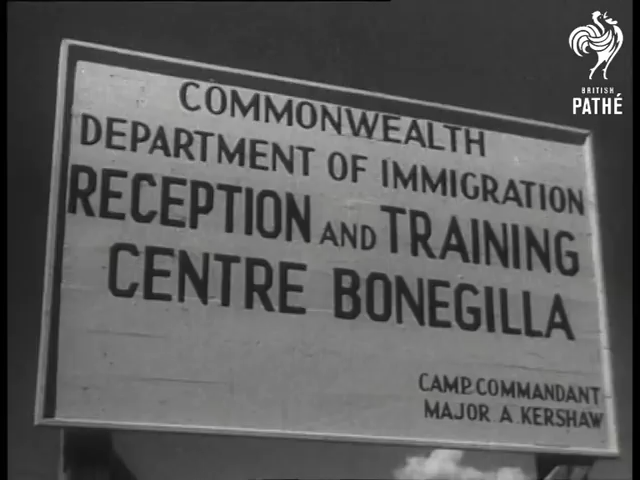 BRITISH
PATHÉ
COMMONWEALTH
DEPARTMENT OF IMMIGRATION
RECEPTION AND TRAINING
CENTRE BONEGILLA
CAMP COMMANDANT
MAJOR A KERSHAW